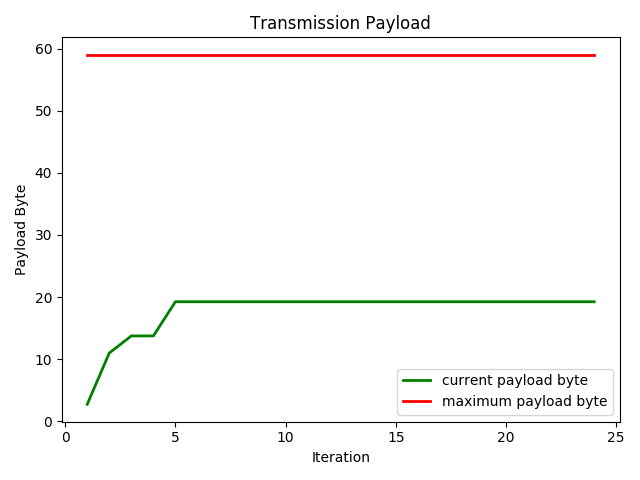 Transmission Payload
60
50
40
30
20
10
0
Payload Byte
current payload byte
maximum payload byte
0 5 10 15 20 25
Iteration